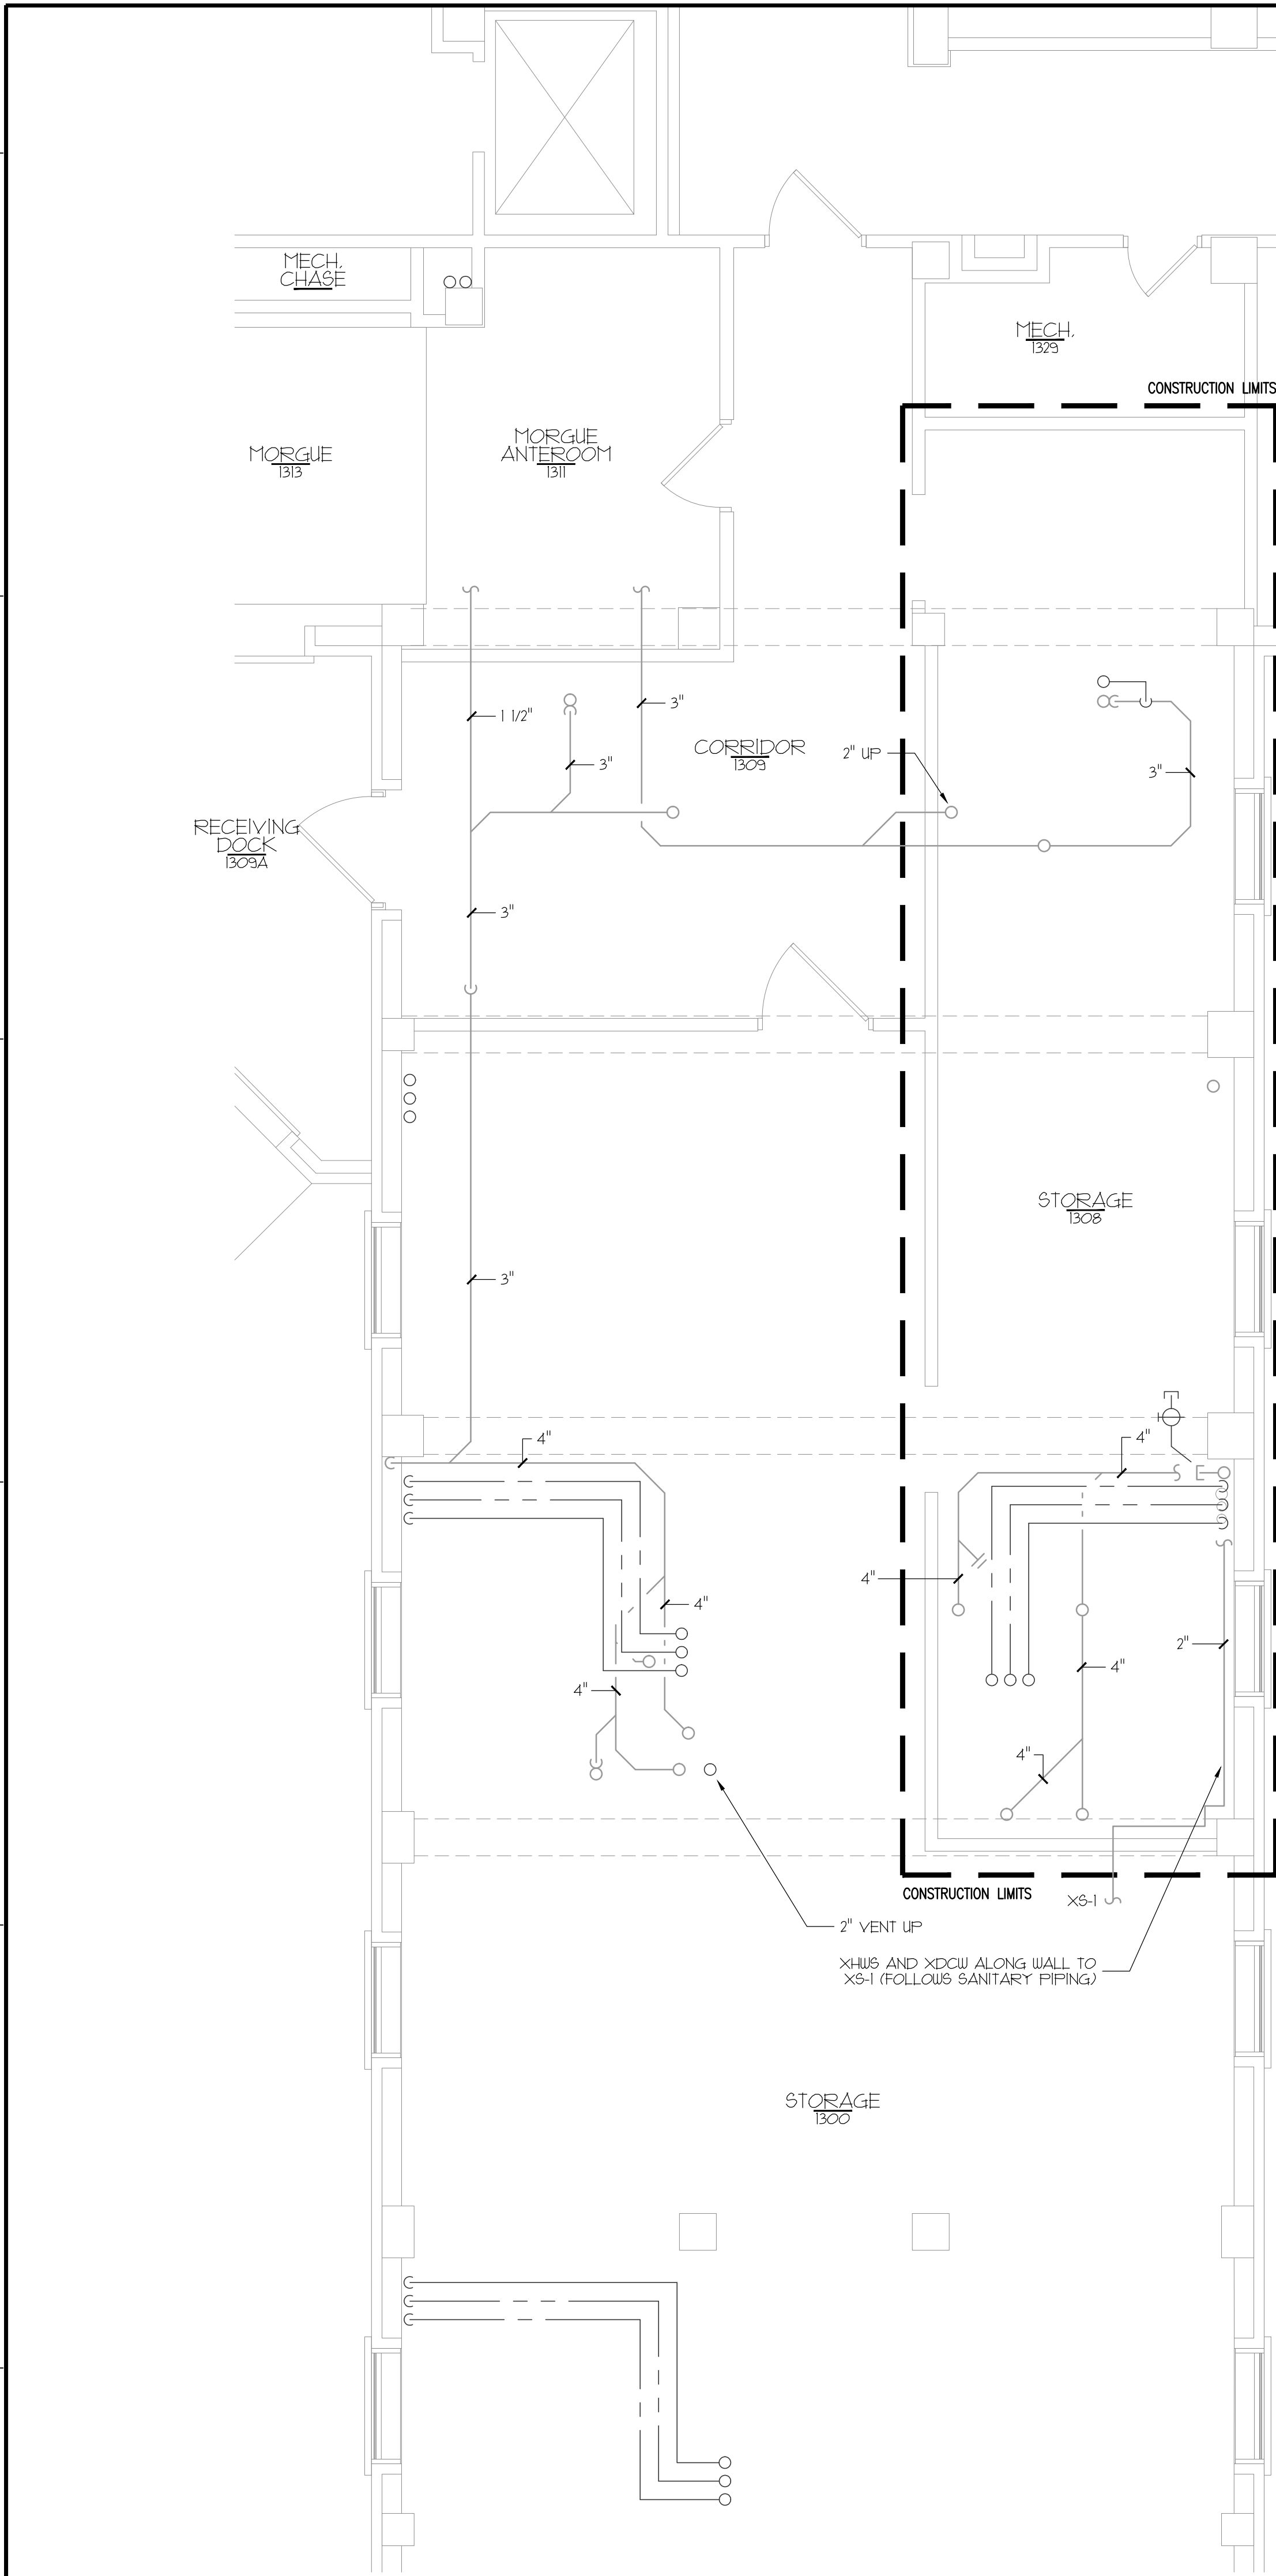 MECH.
CHASE
MECH.
1329
CONSTRUCTION LIMITS
MORGUE
1313
MORGUE
ANTEROOM
1311
1 1/2"
3"
3"
CORRIDOR
1309
2" UP
3"
RECEIVING
DOCK
1309A
3"
STORAGE
1308
3"
4"
4"
4"
4"
2"
4"
4"
4"
CONSTRUCTION LIMITS
XS-1
2" VENT UP
XHWS AND XDCW ALONG WALL TO
XS-1 (FOLLOWS SANITARY PIPING)
STORAGE
1300